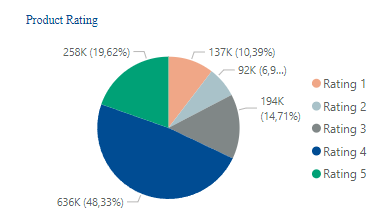 Product Rating
258K (19,62%)
137K (10,39%)
92K (6,9...)
194K
(14,71%)
636K (48,33%)
Rating 1
Rating 2
Rating 3
Rating 4
Rating 5